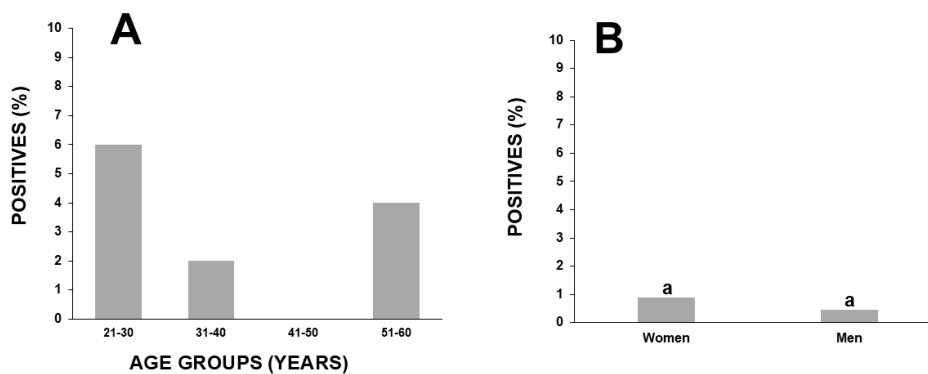 A
POSITIVES (%)
10
9
8
7
6
5
4
3
2
1
0
21-30 31-40 41-50 51-60
AGE GROUPS (YEARS)
B
POSITIVES (%)
10
9
8
7
6
5
4
3
2
1
0
a a
Women Men